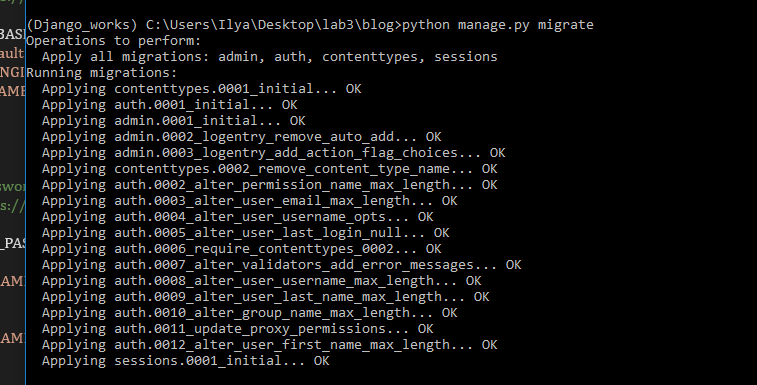 (Django_works) C:\Users\Ilya\Desktop\lab3\blog>python manage.py migrate
Operations to perform:
  Apply all migrations: admin, auth, contenttypes, sessions
Running migrations:
  Applying contenttypes.0001_initial... OK
  Applying auth.0001_initial... OK
  Applying admin.0001_initial... OK
  Applying admin.0002_logentry_remove_auto_add... OK
  Applying admin.0003_logentry_add_action_flag_choices... OK
  Applying contenttypes.0002_remove_content_type_name... OK
  Applying auth.0002_alter_permission_name_max_length... OK
  Applying auth.0003_alter_user_email_max_length... OK
  Applying auth.0004_alter_user_username_opts... OK
  Applying auth.0005_alter_user_last_login_null... OK
  Applying auth.0006_require_contenttypes_0002... OK
  Applying auth.0007_alter_validators_add_error_messages... OK
  Applying auth.0008_alter_user_username_max_length... OK
  Applying auth.0009_alter_user_last_name_max_length... OK
  Applying auth.0010_alter_group_name_max_length... OK
  Applying auth.0011_update_proxy_permissions... OK
  Applying auth.0012_alter_user_first_name_max_length... OK
  Applying sessions.0001_initial... OK